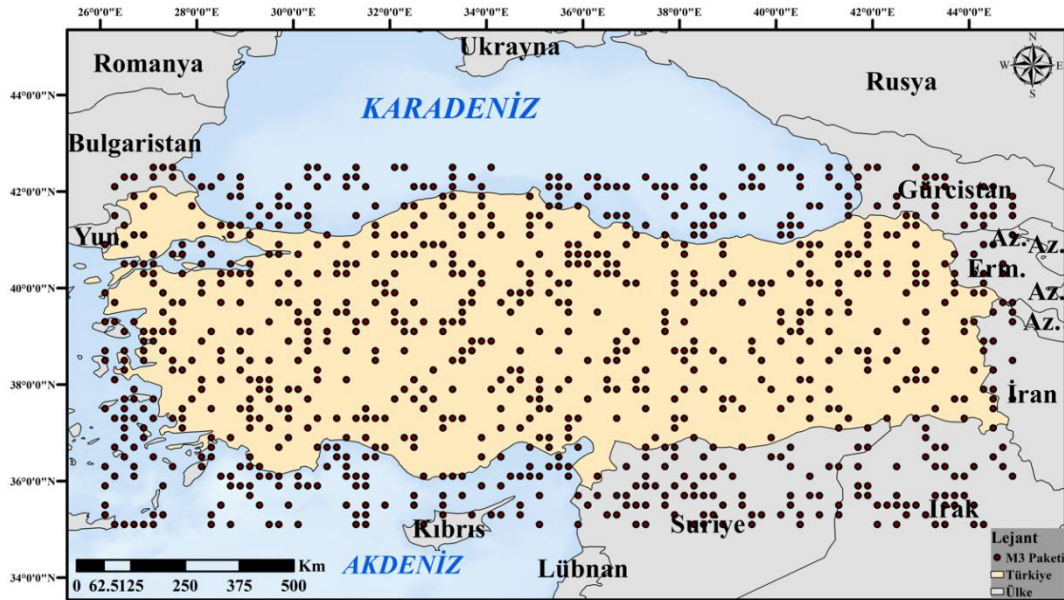 26°0'0"E 28°0'0"E 30°0'0"E 32°0'0"E 34°0'0"E 36°0'0"E 38°0'0"E 40°0'0"E 42°0'0"E 44°0'0"E
Ukrayna
N
Romanya
W E
S
Rusya
44°0'0"N
KARADENİZ
Bulgaristan
42°0'0"N
Gürcistan
Yun.
Az.
Az.
Erm.
40°0'0"N
Az.
Az.
38°0'0"N
İran
36°0'0"N
Kıbrıs
Suriye
Irak
Lejant
M3 Paketi
Türkiye
Ülke
AKDENİZ
Lübnan
34°0'0"N
Km
0 62.5125 250 375 500